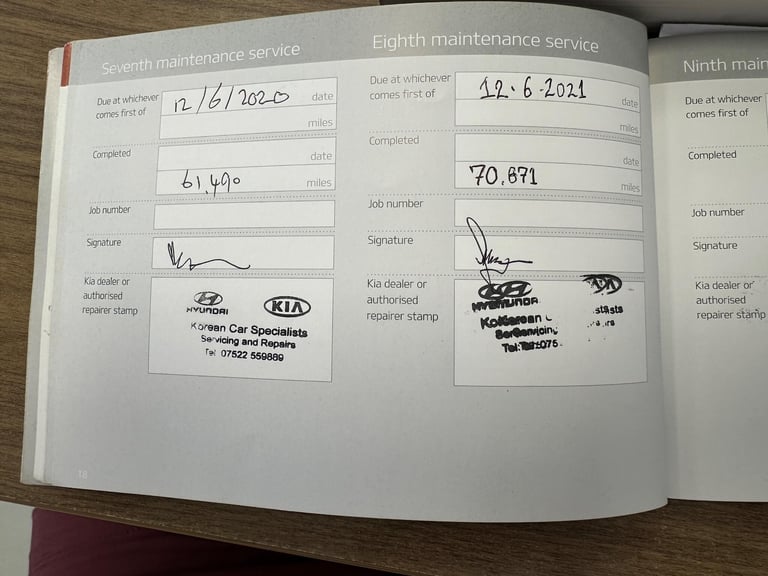 Seventh maintenance service
Due at whichever
comes first of
12/6/2020 date
miles
Completed
date
61,490 miles
Job number
Signature
Kia dealer or
authorised
repairer stamp
HYUNDAI KIA
Korean Car Specialists
Servicing and Repairs
Tel 07522 559889
18
Eighth maintenance service
Due at whichever
comes first of
12.6.2021 date
miles
Completed
date
70,871 miles
Job number
Signature
Kia dealer or
authorised
repairer stamp
Ninth main
Due at whichever
comes first of
Completed
Job number
Signature
Kia dealer or
authorised
repairer stamp